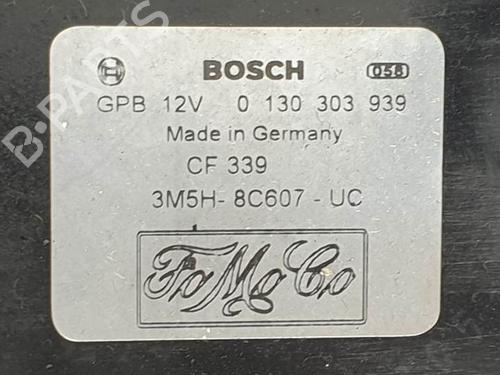 BOSCH 058
GPB 12V 0 130 303 939
Made in Germany
CF 339
3M5H- 8C607 - UC
FoMoCo
B-PARTS